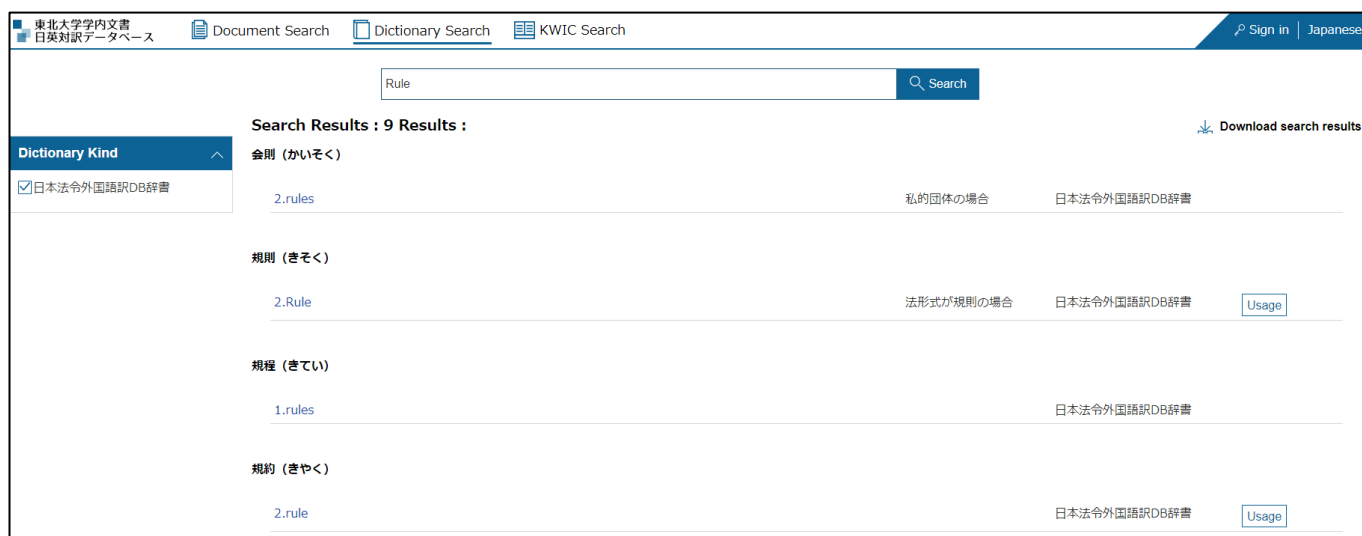 東北大学学内文書
日英対訳データベース
Document Search
Dictionary Search
KWIC Search
Sign in | Japanese
Rule
Search
Search Results : 9 Results :
Download search results
Dictionary Kind
日本法令外国語訳DB辞書
会則（かいそく）
2.rules 私的団体の場合 日本法令外国語訳DB辞書
規則（きそく）
2.Rule 法形式が規則の場合 日本法令外国語訳DB辞書 Usage
規程（きてい）
1.rules 日本法令外国語訳DB辞書
規約（きやく）
2.rule 日本法令外国語訳DB辞書 Usage